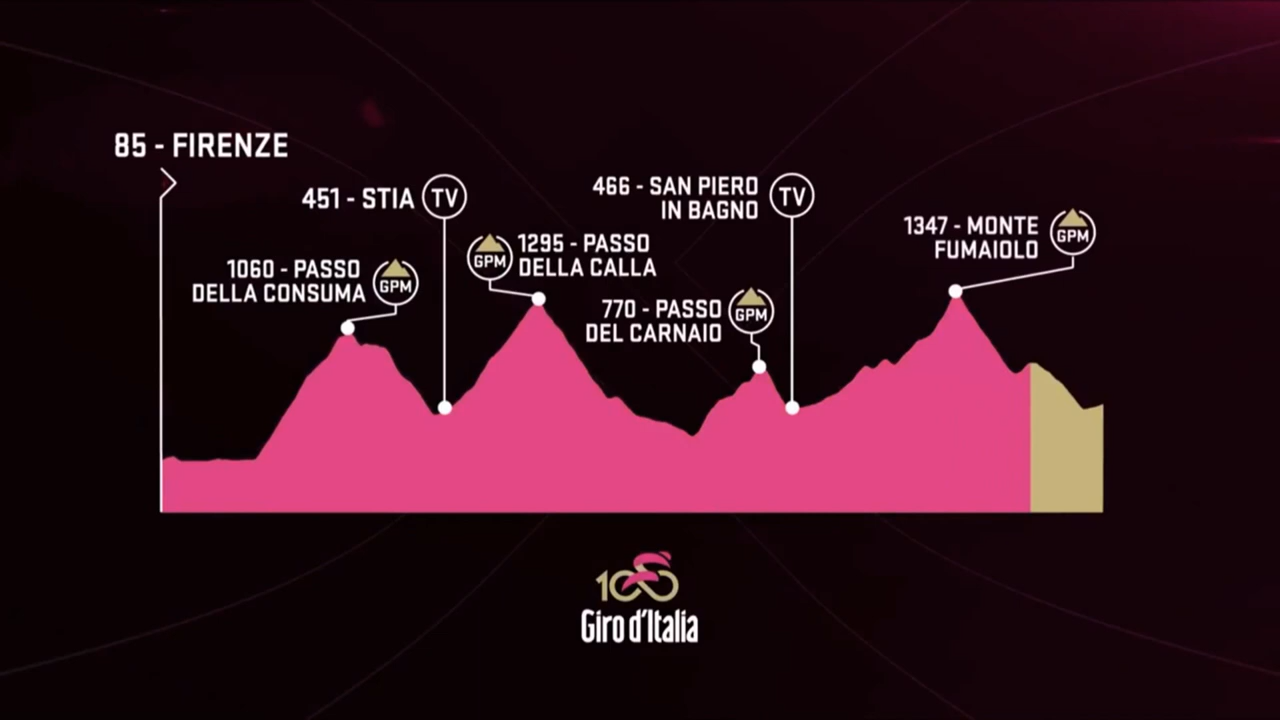 85 - FIRENZE
451 - STIA TV
1060 - PASSO
DELLA CONSUMA GPM
GPM 1295 - PASSO
DELLA CALLA
466 - SAN PIERO
IN BAGNO TV
770 - PASSO
DEL CARNAIO GPM
1347 - MONTE
FUMAIOLO GPM
100
Giro d'Italia